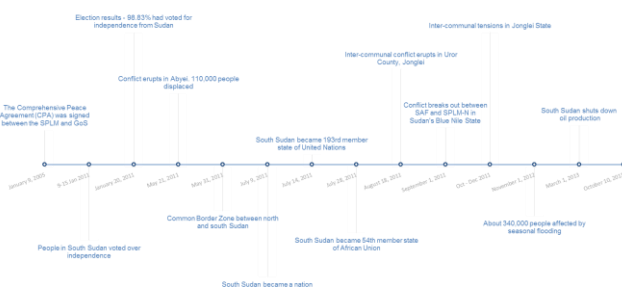 Election results - 98.83% had voted for
independence from Sudan
Inter-communal tensions in Jonglei State
Inter-communal conflict erupts in Uror
County, Jonglei
Conflict erupts in Abyei. 110,000 people
displaced
The Comprehensive Peace
Agreement (CPA) was signed
between the SPLM and GoS
Conflict breaks out between
SAF and SPLM-N in
Sudan's Blue Nile State
South Sudan shuts down
oil production
South Sudan became 193rd member
state of United Nations
January 9, 2005
9-15 Jan 2011
January 30, 2011
May 21, 2011
May 31, 2011
July 9, 2011
July 14, 2011
July 28, 2011
August 18, 2011
September 1, 2011
Oct - Dec 2011
November 1, 2011
March 1, 2012
October 10,
Common Border Zone between north
and south Sudan
About 340,000 people affected by
seasonal flooding
People in South Sudan voted over
independence
South Sudan became 54th member state
of African Union
South Sudan became a nation